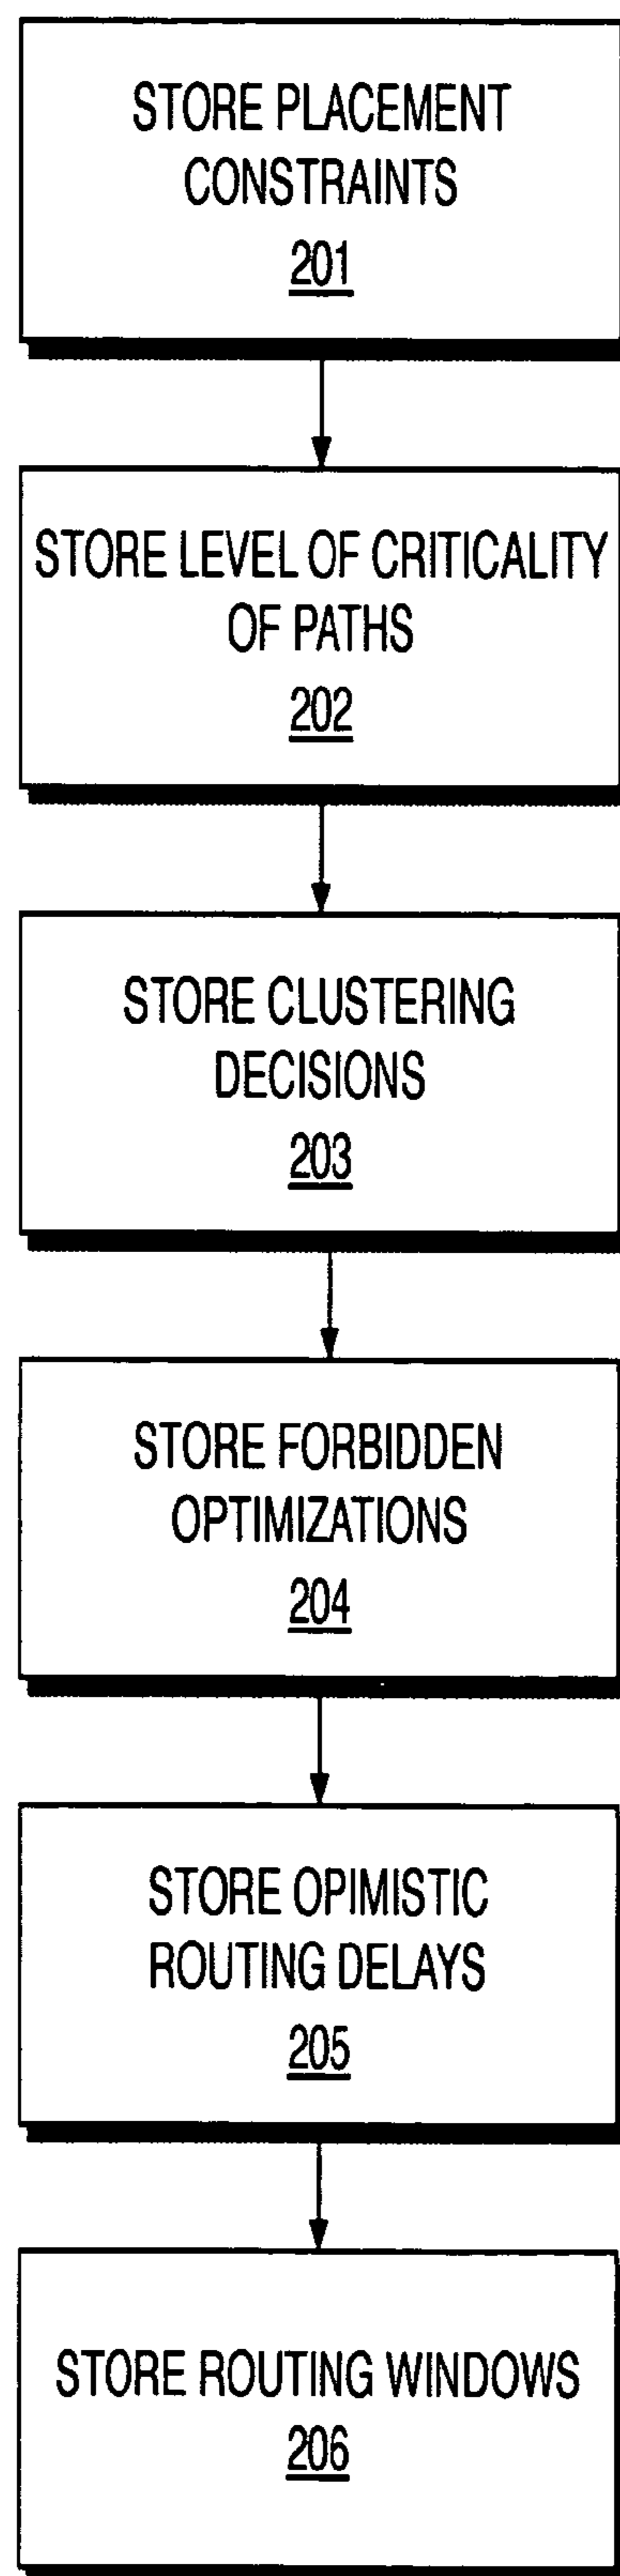 STORE PLACEMENT
CONSTRAINTS
201
STORE LEVEL OF CRITICALITY
OF PATHS
202
STORE CLUSTERING
DECISIONS
203
STORE FORBIDDEN
OPTIMIZATIONS
204
STORE OPIMISTIC
ROUTING DELAYS
205
STORE ROUTING WINDOWS
206